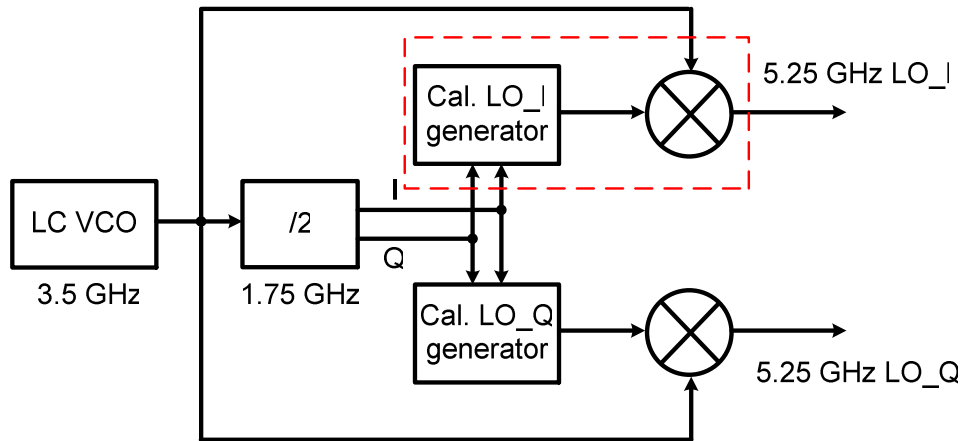 5.25 GHz LO_I
Cal. LO_I
generator
I
LC VCO
/2
Q
3.5 GHz
1.75 GHz
Cal. LO_Q
generator
5.25 GHz LO_Q